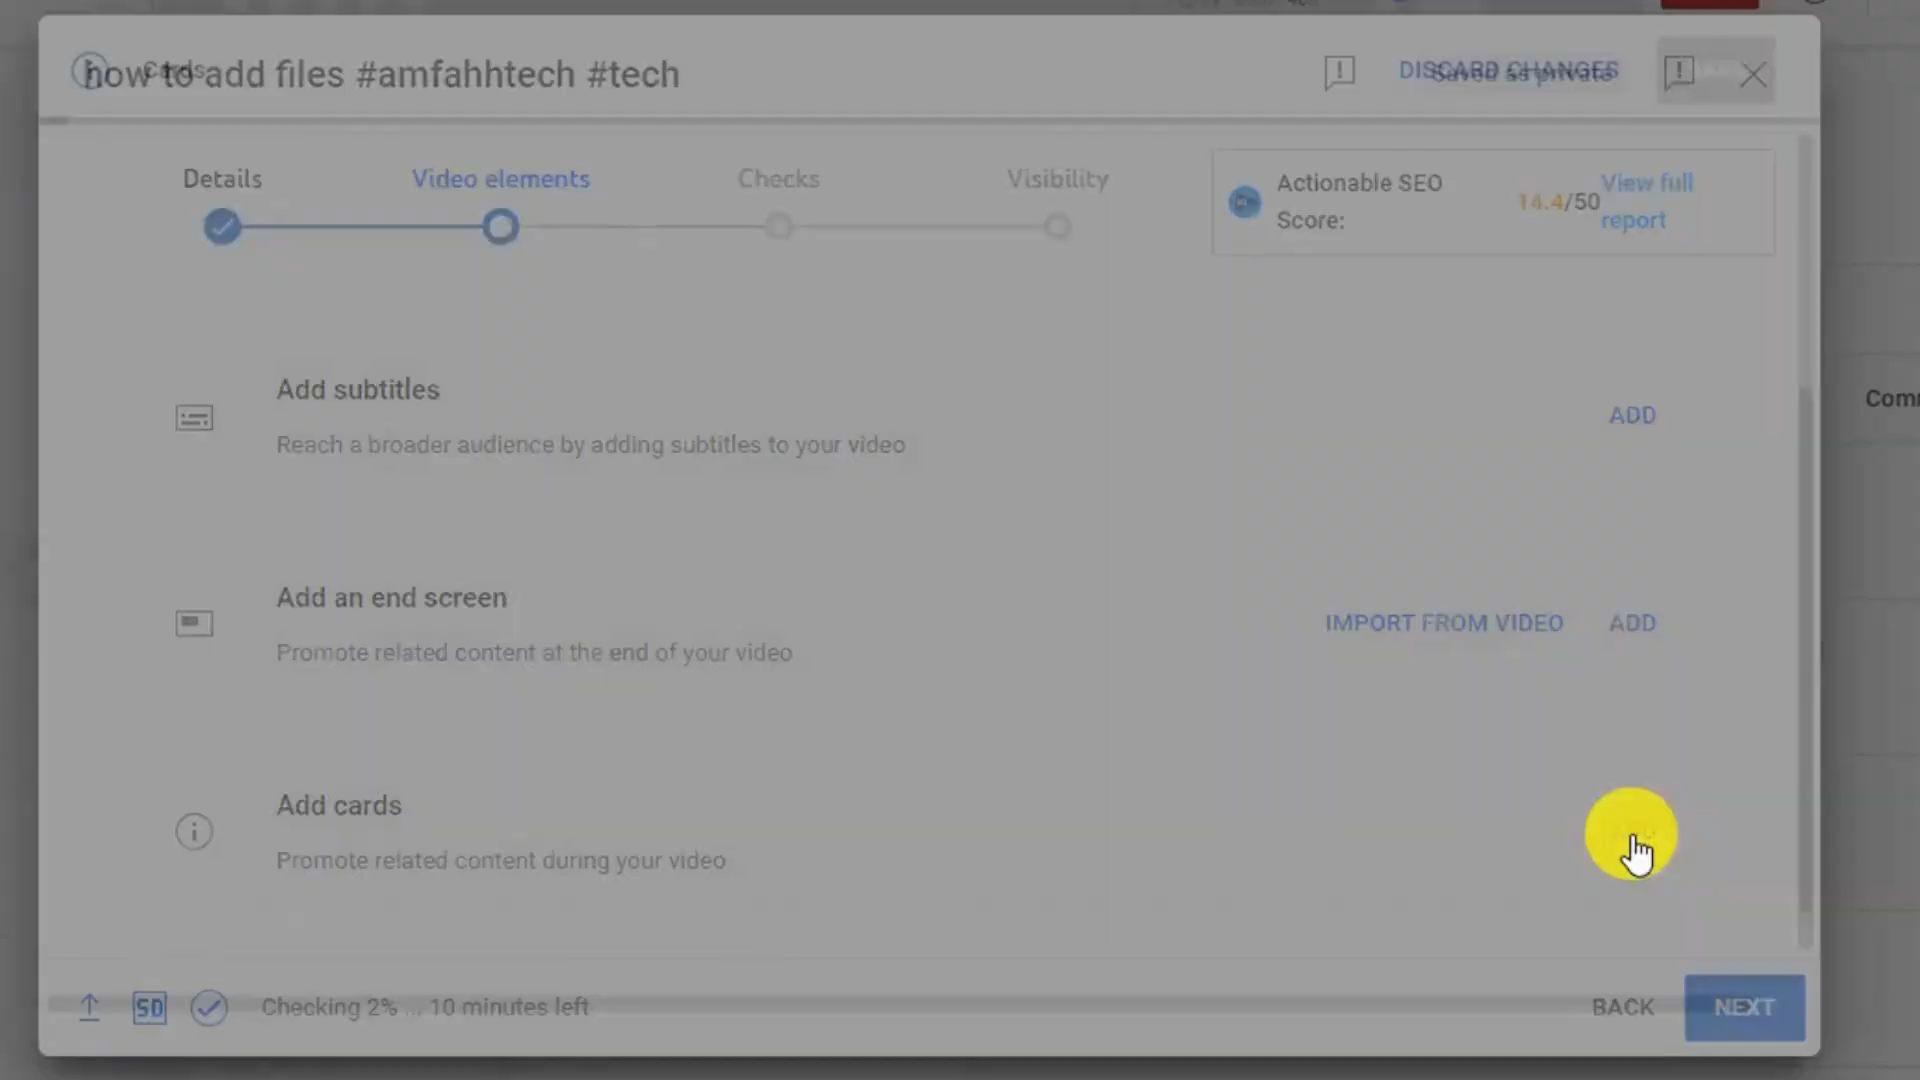 how to add files #amfahhtech #tech
Cards
DISCARD CHANGES
Saved as private
Details
Video elements
Checks
Visibility
Actionable SEO
Score:
14.4/50
View full
report
Add subtitles
ADD
Reach a broader audience by adding subtitles to your video
Add an end screen
IMPORT FROM VIDEO
ADD
Promote related content at the end of your video
Add cards
Promote related content during your video
SD
Checking 2% ... 10 minutes left
BACK
NEXT